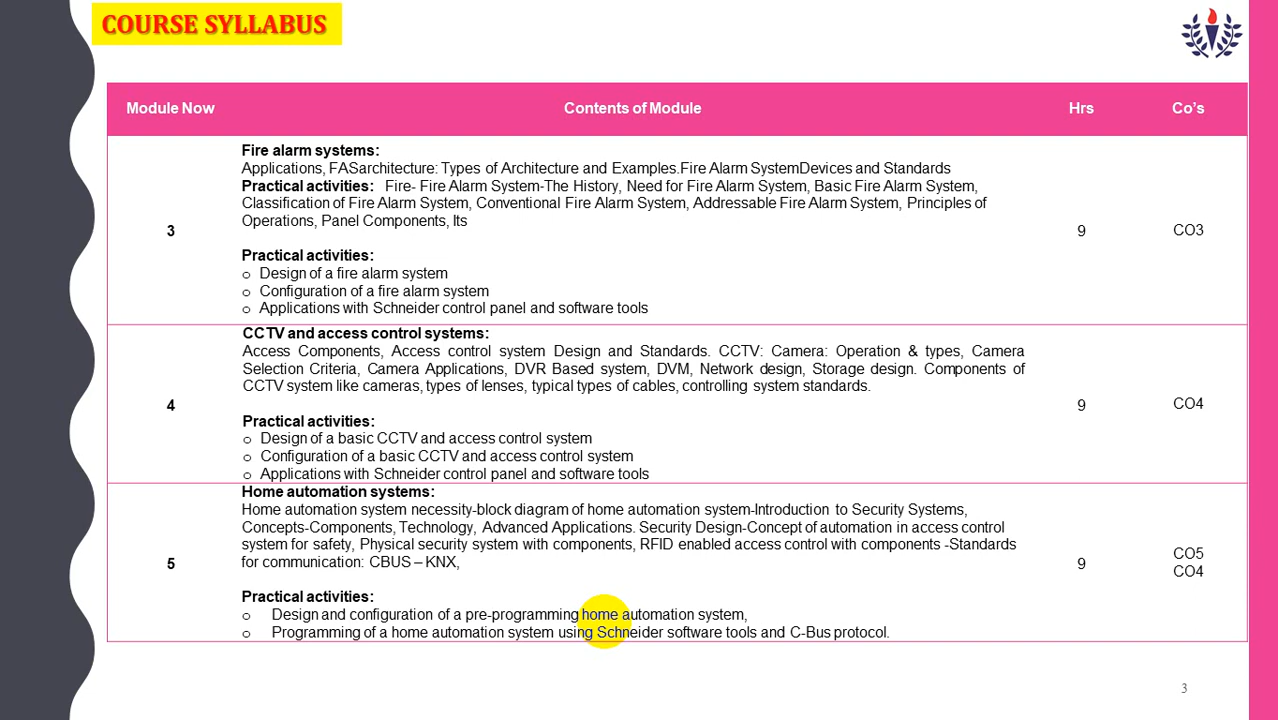 COURSE SYLLABUS
Module Now Contents of Module Hrs Co's
Fire alarm systems:
Applications, FASarchitecture: Types of Architecture and Examples.Fire Alarm SystemDevices and Standards
Practical activities: Fire- Fire Alarm System-The History, Need for Fire Alarm System, Basic Fire Alarm System,
Classification of Fire Alarm System, Conventional Fire Alarm System, Addressable Fire Alarm System, Principles of
Operations, Panel Components, Its
3 9 CO3
Practical activities:
o Design of a fire alarm system
o Configuration of a fire alarm system
o Applications with Schneider control panel and software tools
CCTV and access control systems:
Access Components, Access control system Design and Standards. CCTV: Camera: Operation & types, Camera
Selection Criteria, Camera Applications, DVR Based system, DVM, Network design, Storage design. Components of
CCTV system like cameras, types of lenses, typical types of cables, controlling system standards.
4 9 CO4
Practical activities:
o Design of a basic CCTV and access control system
o Configuration of a basic CCTV and access control system
o Applications with Schneider control panel and software tools
Home automation systems:
Home automation system necessity-block diagram of home automation system-Introduction to Security Systems,
Concepts-Components, Technology, Advanced Applications. Security Design-Concept of automation in access control
system for safety, Physical security system with components, RFID enabled access control with components -Standards
for communication: CBUS – KNX,
5 9 CO5
CO4
Practical activities:
o Design and configuration of a pre-programming home automation system,
o Programming of a home automation system using Schneider software tools and C-Bus protocol.
3